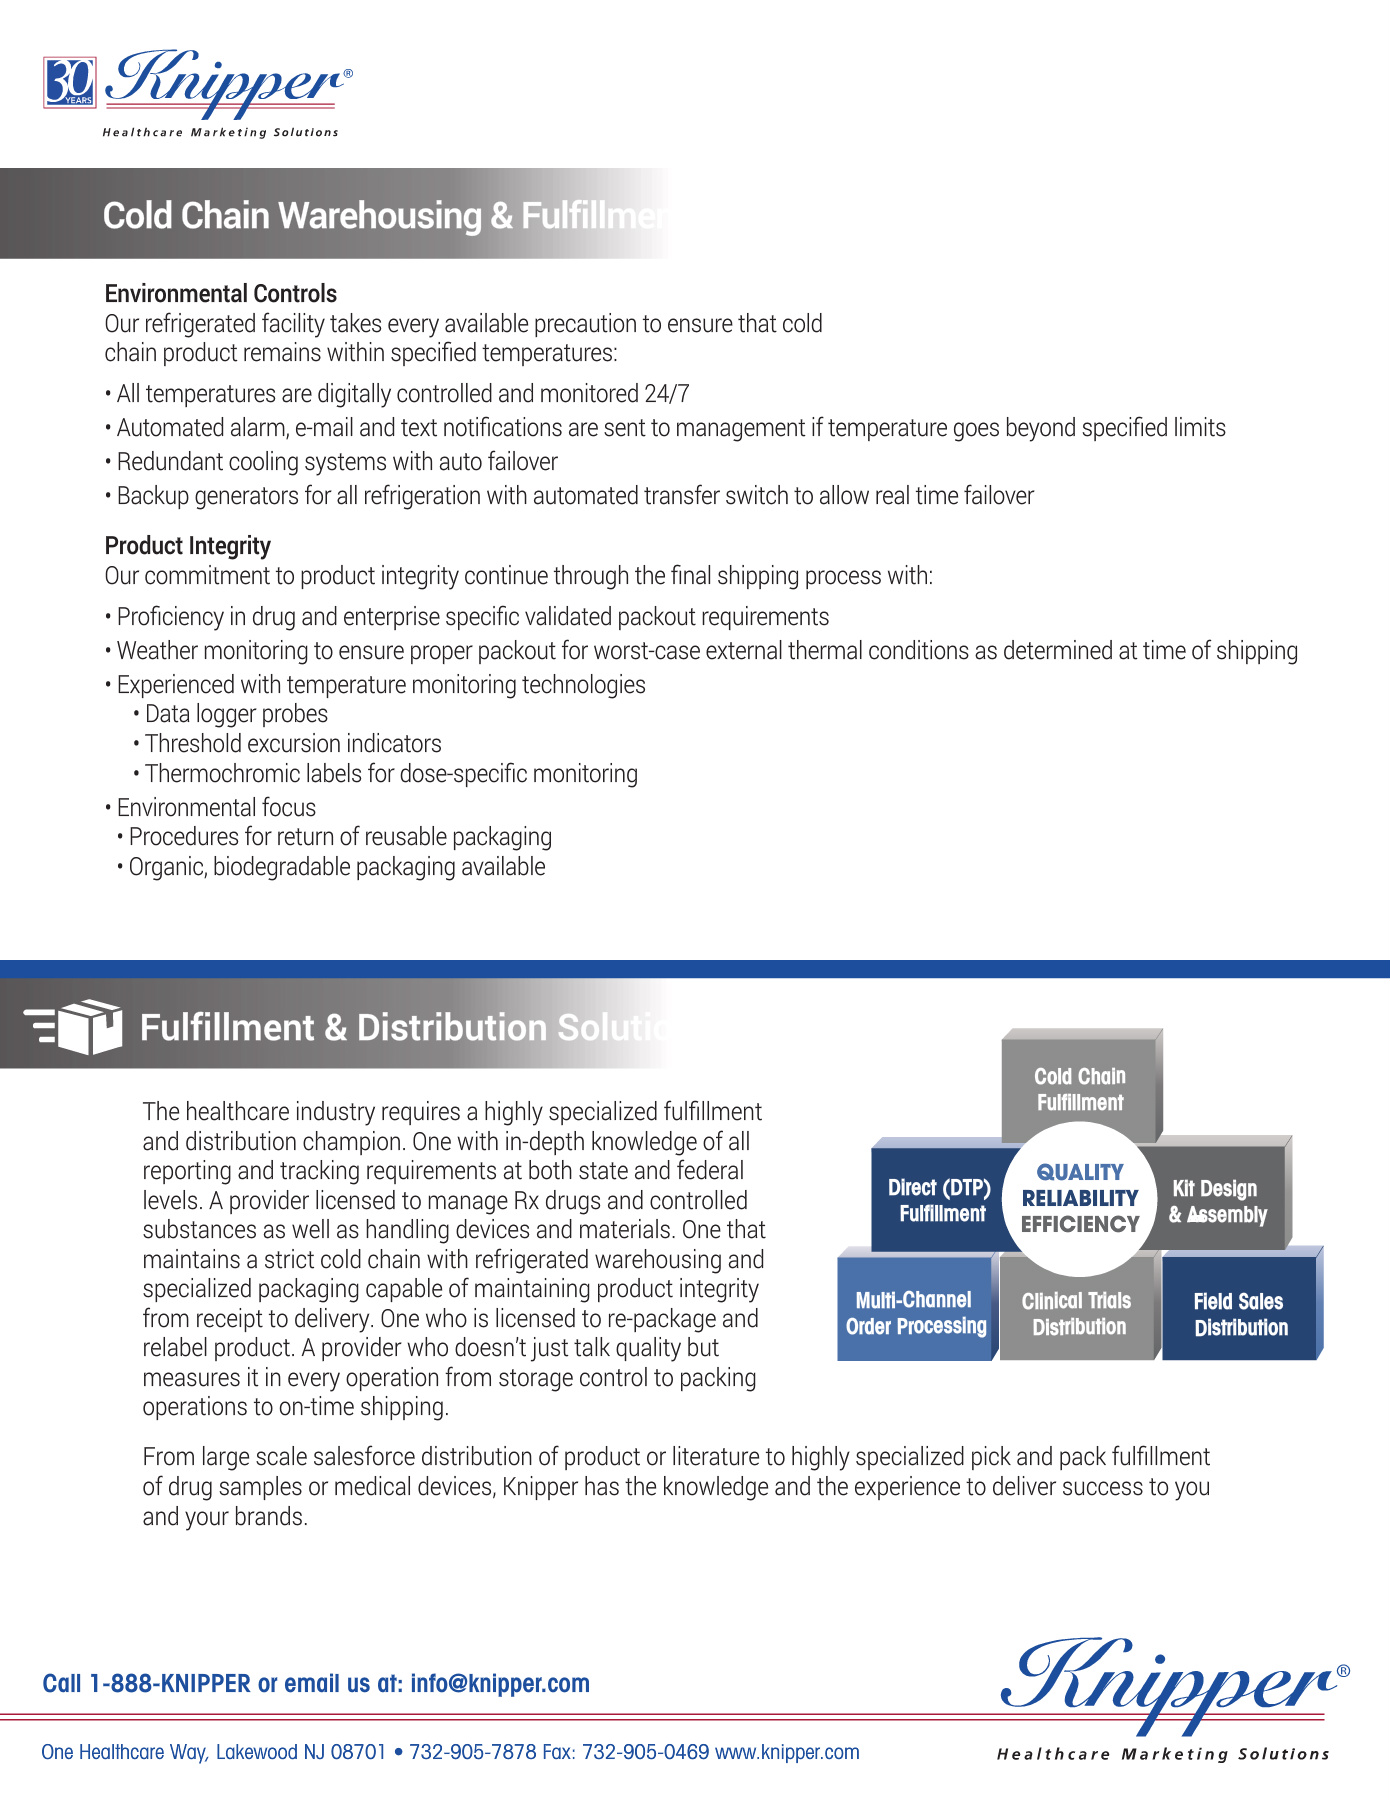 30
YEARS
Knipper®
Healthcare Marketing Solutions
Cold Chain Warehousing & Fulfillmen
Environmental Controls
Our refrigerated facility takes every available precaution to ensure that cold
chain product remains within specified temperatures:
• All temperatures are digitally controlled and monitored 24/7
• Automated alarm, e-mail and text notifications are sent to management if temperature goes beyond specified limits
• Redundant cooling systems with auto failover
• Backup generators for all refrigeration with automated transfer switch to allow real time failover
Product Integrity
Our commitment to product integrity continue through the final shipping process with:
• Proficiency in drug and enterprise specific validated packout requirements
• Weather monitoring to ensure proper packout for worst-case external thermal conditions as determined at time of shipping
• Experienced with temperature monitoring technologies
• Data logger probes
• Threshold excursion indicators
• Thermochromic labels for dose-specific monitoring
• Environmental focus
• Procedures for return of reusable packaging
• Organic, biodegradable packaging available
Fulfillment & Distribution Solutio
The healthcare industry requires a highly specialized fulfillment
and distribution champion. One with in-depth knowledge of all
reporting and tracking requirements at both state and federal
levels. A provider licensed to manage Rx drugs and controlled
substances as well as handling devices and materials. One that
maintains a strict cold chain with refrigerated warehousing and
specialized packaging capable of maintaining product integrity
from receipt to delivery. One who is licensed to re-package and
relabel product. A provider who doesn’t just talk quality but
measures it in every operation from storage control to packing
operations to on-time shipping.
Cold Chain
Fulfillment
Direct (DTP)
Fulfillment
QUALITY
RELIABILITY
EFFICIENCY
Kit Design
& Assembly
Multi-Channel
Order Processing
Clinical Trials
Distribution
Field Sales
Distribution
From large scale salesforce distribution of product or literature to highly specialized pick and pack fulfillment
of drug samples or medical devices, Knipper has the knowledge and the experience to deliver success to you
and your brands.
Call 1-888-KNIPPER or email us at: info@knipper.com
One Healthcare Way, Lakewood NJ 08701 • 732-905-7878 Fax: 732-905-0469 www.knipper.com
Knipper®
Healthcare Marketing Solutions